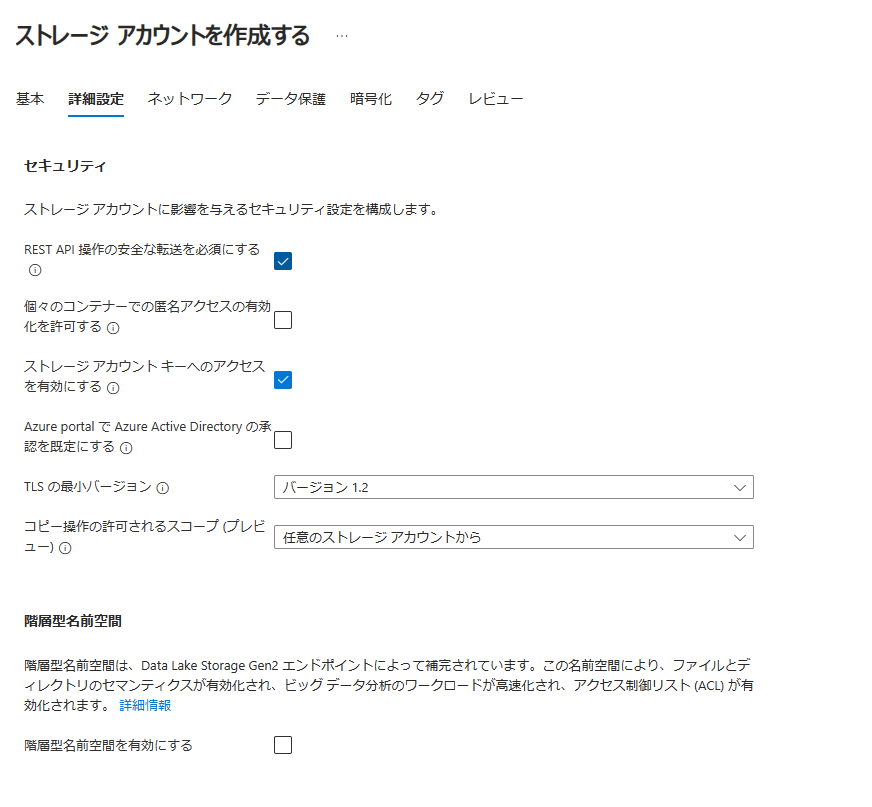 ストレージ アカウントを作成する ...
基本 詳細設定 ネットワーク データ保護 暗号化 タグ レビュー
セキュリティ
ストレージ アカウントに影響を与えるセキュリティ設定を構成します。
REST API 操作の安全な転送を必須にする
個々のコンテナーでの匿名アクセスの有効
化を許可する
ストレージ アカウント キーへのアクセス
を有効にする
Azure portal で Azure Active Directory の承
認を既定にする
TLS の最小バージョン
バージョン 1.2
コピー操作の許可されるスコープ (プレビ
ュー)
任意のストレージ アカウントから
階層型名前空間
階層型名前空間は、Data Lake Storage Gen2 エンドポイントによって補完されています。この名前空間により、ファイルとデ
ィレクトリのセマンティクスが有効化され、ビッグ データ分析のワークロードが高速化され、アクセス制御リスト (ACL) が有
効化されます。 詳細情報
階層型名前空間を有効にする